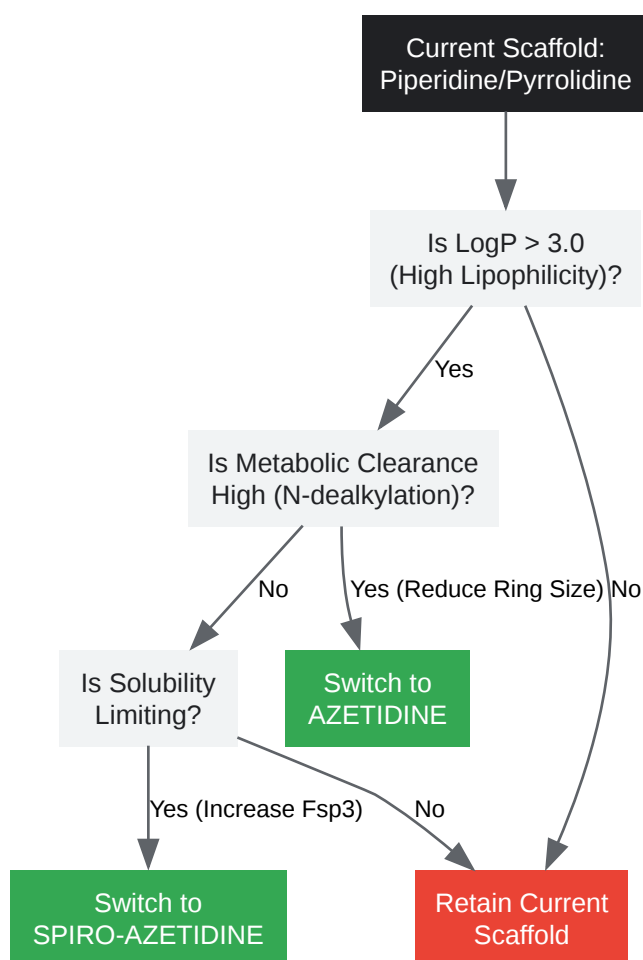 Current Scaffold:
Piperidine/Pyrrolidine
Is LogP > 3.0
(High Lipophilicity)?
Yes
Is Metabolic Clearance
High (N-dealkylation)?
No
Yes (Reduce Ring Size)
No
Is Solubility
Limiting?
Switch to
AZETIDINE
Yes (Increase Fsp3)
No
Switch to
SPIRO-AZETIDINE
Retain Current
Scaffold